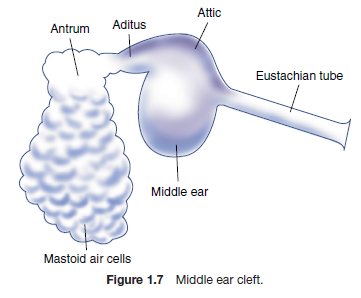 Attic
Aditus
Antrum
Eustachian tube
Middle ear
Mastoid air cells
Figure 1.7 Middle ear cleft.